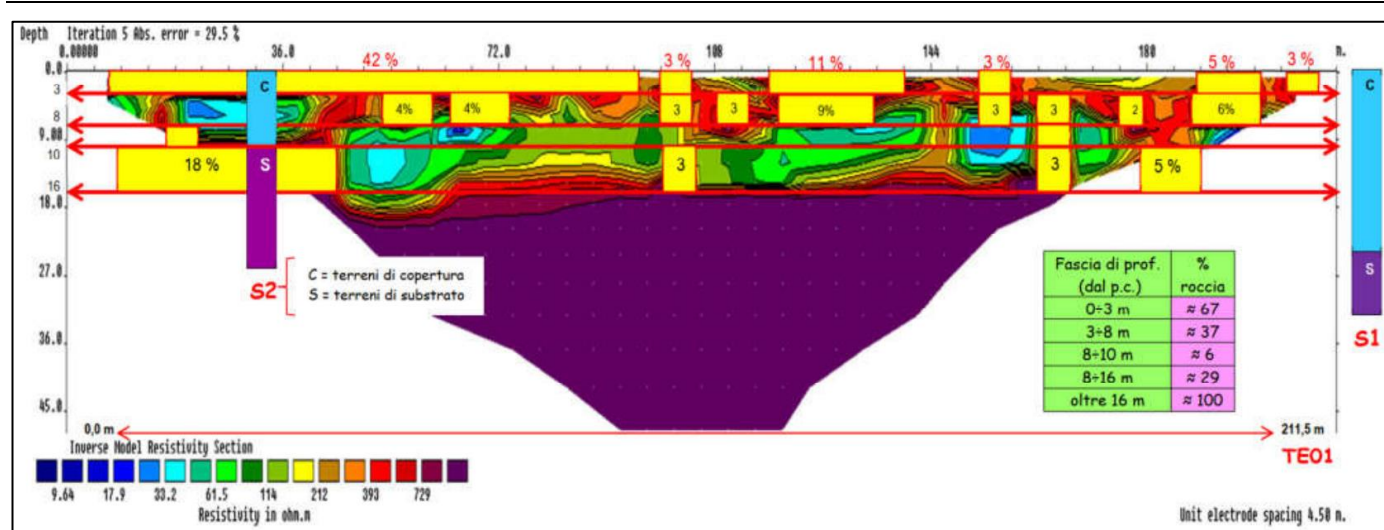 Depth Iteration 5 Abs. error = 29.5 %
0.00000 36.0 72.0 108 144 180 m.
42 % 3 % 11 % 3% 5 % 3 %
0.0
C
C
3
4% 4% 3 3 9% 3 3 2 6%
8
9.00
10
18 % S 3 3 5 %
16
18.0
27.0
S
S2
C = terreni di copertura
S = terreni di substrato
S1
Fascia di prof. (dal p.c.) % roccia
0÷3 m ≈ 67
3÷8 m ≈ 37
8÷10 m ≈ 6
8÷16 m ≈ 29
oltre 16 m ≈ 100
36.0
45.0
0,0 m 211,5 m
TEO1
Inverse Model Resistivity Section
9.64 17.9 33.2 61.5 114 212 393 729
Resistivity in ohm.m
Unit electrode spacing 4.50 m.